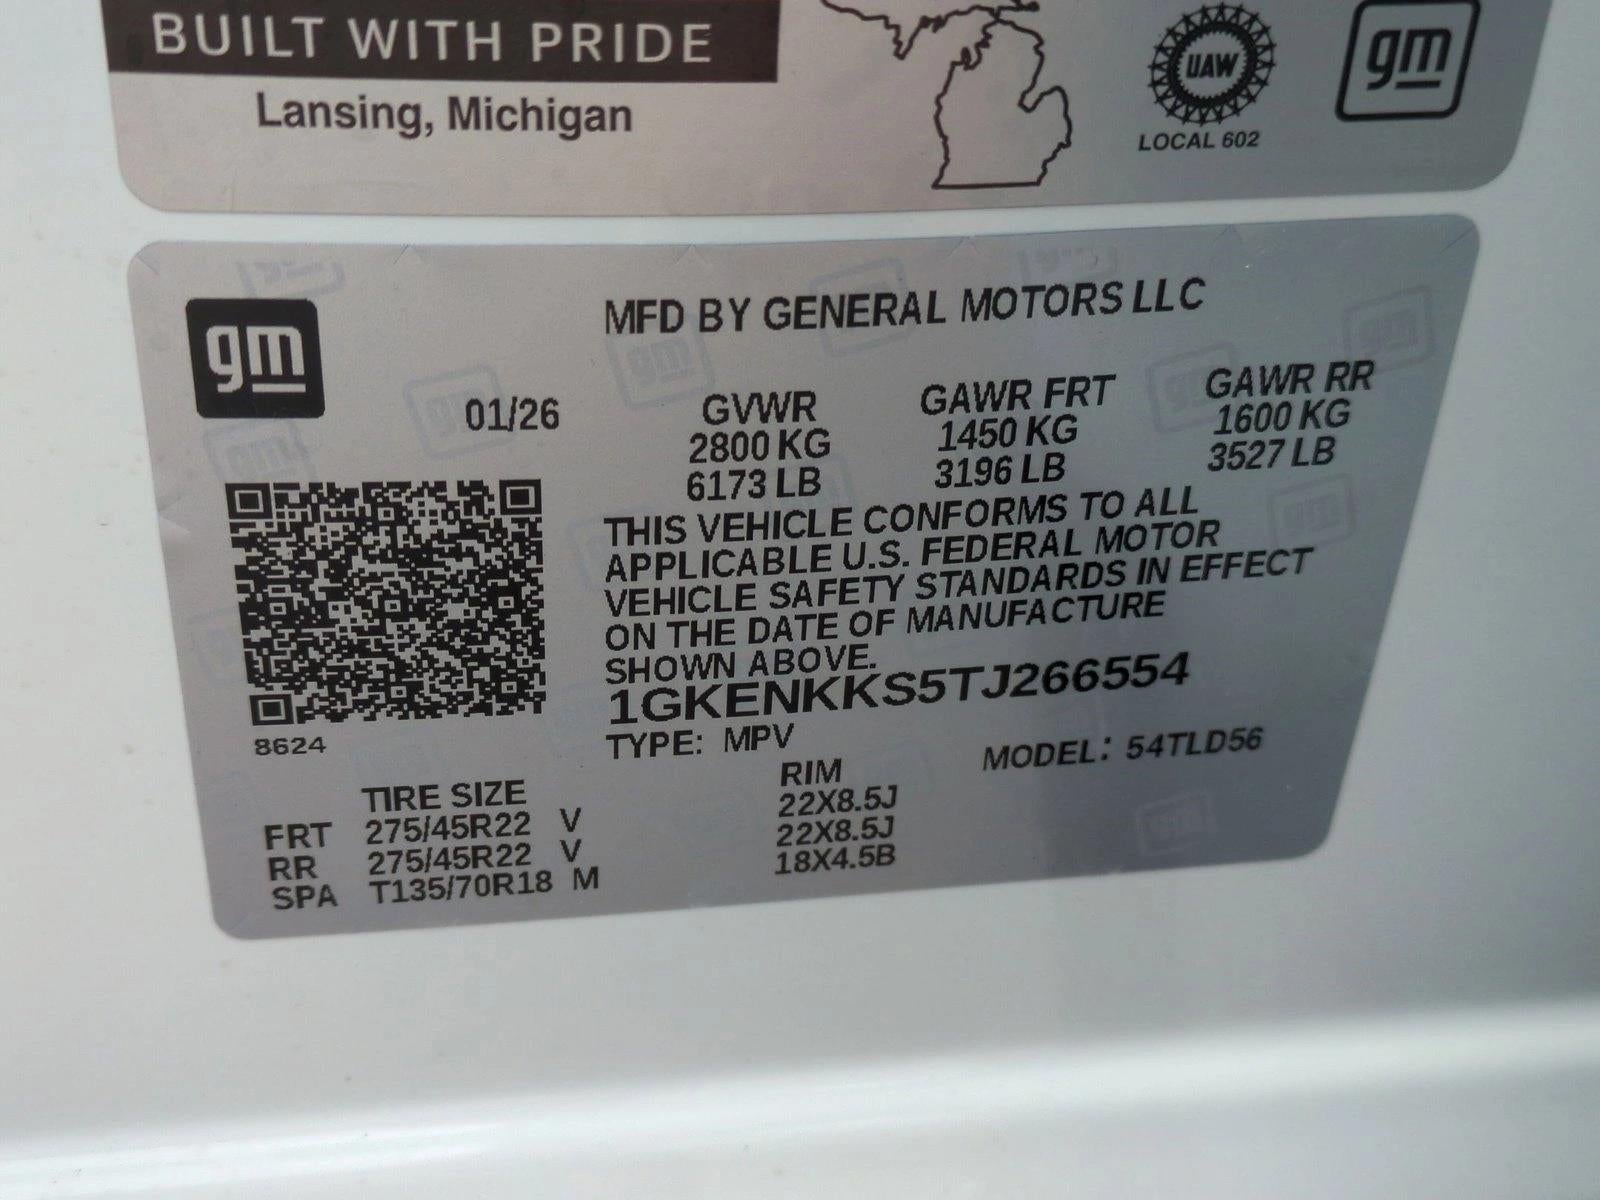 BUILT WITH PRIDE
Lansing, Michigan
UAW
LOCAL 602
gm
gm
MFD BY GENERAL MOTORS LLC
01/26
GVWR
2800 KG
6173 LB
GAWR FRT
1450 KG
3196 LB
GAWR RR
1600 KG
3527 LB
THIS VEHICLE CONFORMS TO ALL
APPLICABLE U.S. FEDERAL MOTOR
VEHICLE SAFETY STANDARDS IN EFFECT
ON THE DATE OF MANUFACTURE
SHOWN ABOVE.
1GKENKKS5TJ266554
8624
TYPE: MPV
MODEL: 54TLD56
TIRE SIZE RIM
FRT 275/45R22 V 22X8.5J
RR 275/45R22 V 22X8.5J
SPA T135/70R18 M 18X4.5B